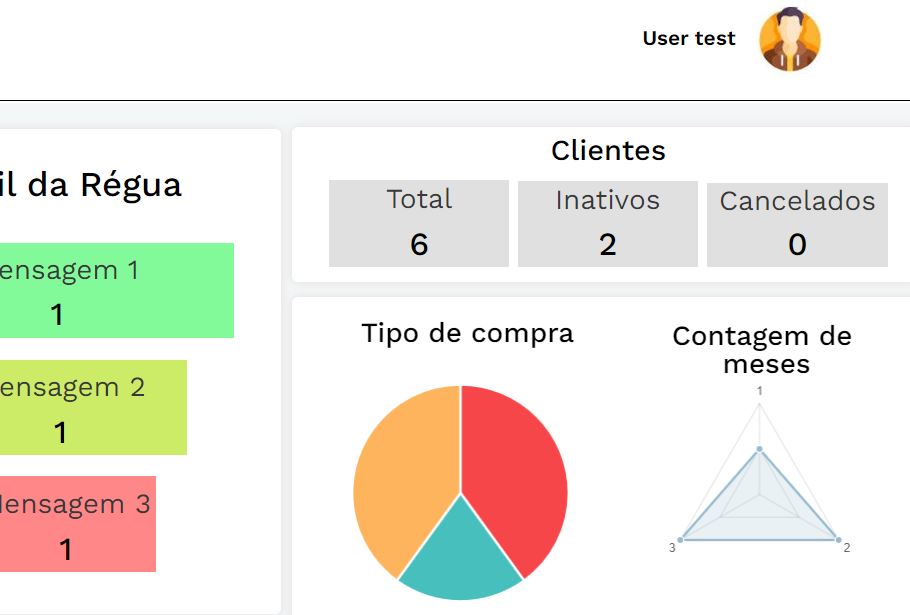 User test
il da Régua
Clientes
Total
Inativos
Cancelados
6
2
0
ensagem 1
1
ensagem 2
1
ensagem 3
1
Tipo de compra
Contagem de
meses
1
3
2